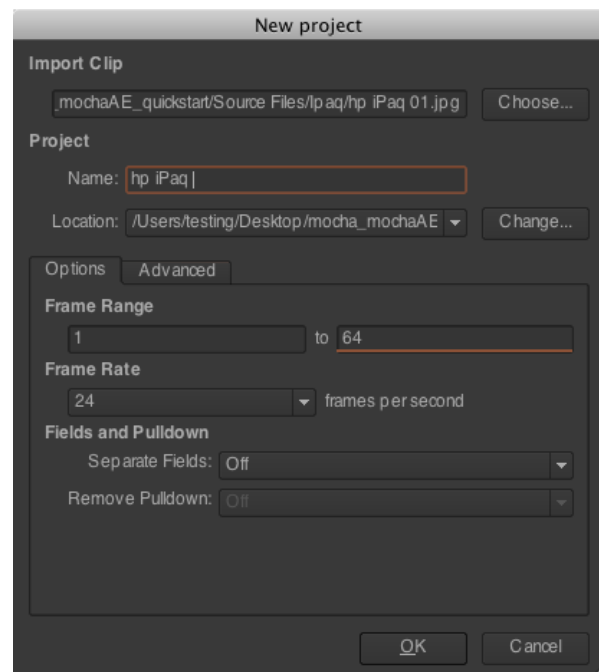 New project
Import Clip
_mochaAE_quickstart/Source Files/Ipaq/hp iPaq 01.jpg Choose...
Project
Name: hp iPaq
Location: /Users/testing/Desktop/mocha_mochaAE Change...
Options Advanced
Frame Range
1 to 64
Frame Rate
24 frames per second
Fields and Pulldown
Separate Fields: Off
Remove Pulldown: Off
OK Cancel